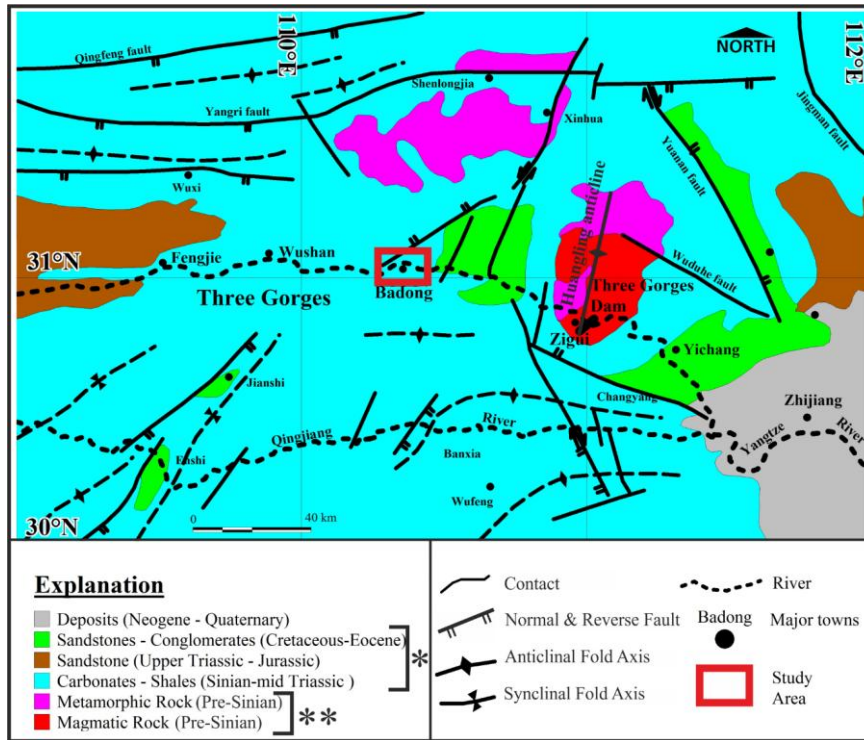 110°E
112°E
NORTH
Qingfeng fault
Shenlongjia
Jingman fault
Yangri fault
Xinhua
Yuanan fault
Wuxi
31°N
Fengjie
Wushan
Huangling anticline
Wuduhe fault
Badong
Three Gorges
Three Gorges
Dam
Zigui
Yichang
Jianshi
Changyang
Zhijiang
Qingjiang
River
Yangtze
River
Enshi
Banxia
Wufeng
30°N
0
40 km
Explanation
Deposits (Neogene - Quaternary)
Sandstones - Conglomerates (Cretaceous-Eocene)
Sandstone (Upper Triassic - Jurassic)
Carbonates - Shales (Sinian-mid Triassic )
Metamorphic Rock (Pre-Sinian)
Magmatic Rock (Pre-Sinian)
*
**
Contact
Normal & Reverse Fault
Anticlinal Fold Axis
Synclinal Fold Axis
River
Badong
Major towns
Study
Area